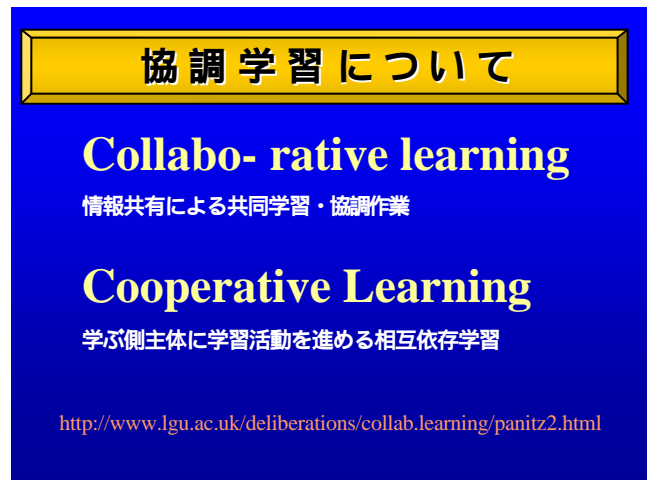 協調学習について
Collabo- rative learning
情報共有による共同学習・協調作業
Cooperative Learning
学ぶ側主体に学習活動を進める相互依存学習
http://www.lgu.ac.uk/deliberations/collab.learning/panitz2.html